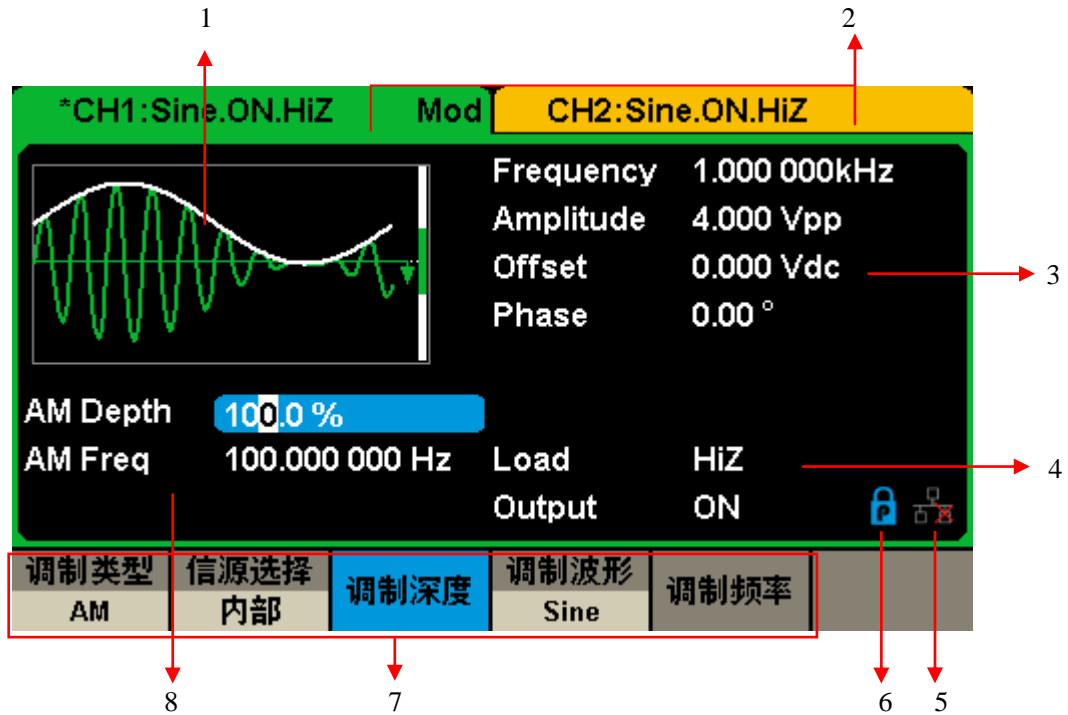 1 2
*CH1:Sine.ON.HiZ Mod CH2:Sine.ON.HiZ
Frequency 1.000 000kHz
Amplitude 4.000 Vpp
Offset 0.000 Vdc 3
Phase 0.00 °
AM Depth 100.0 %
AM Freq 100.000 000 Hz Load HiZ 4
Output ON P
调制类型 信源选择 调制深度 调制波形 调制频率
AM 内部 Sine
8 7 6 5